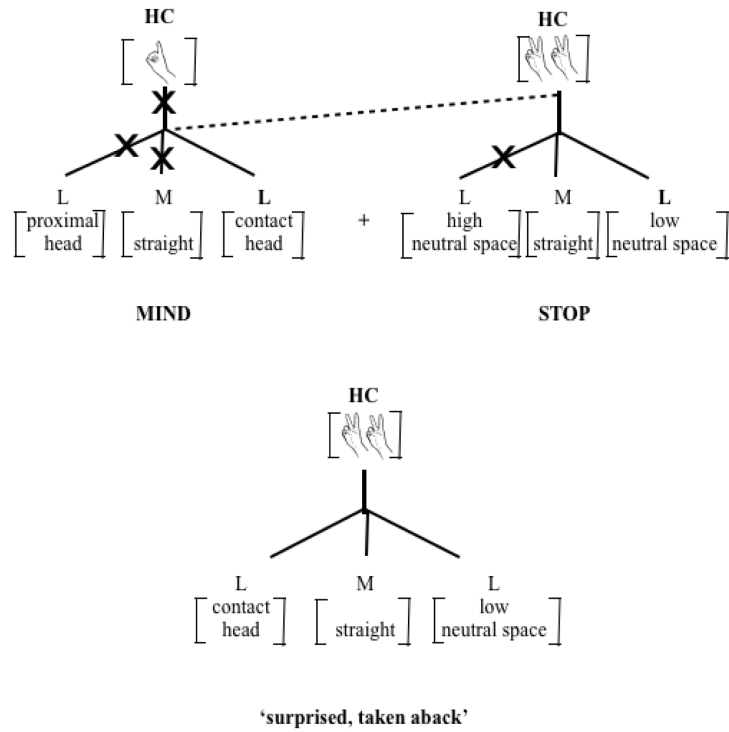 HC HC
L M L L M L
proximal contact high low
head straight head + neutral space straight neutral space
MIND STOP
HC
L M L
contact low
head straight neutral space
‘surprised, taken aback’